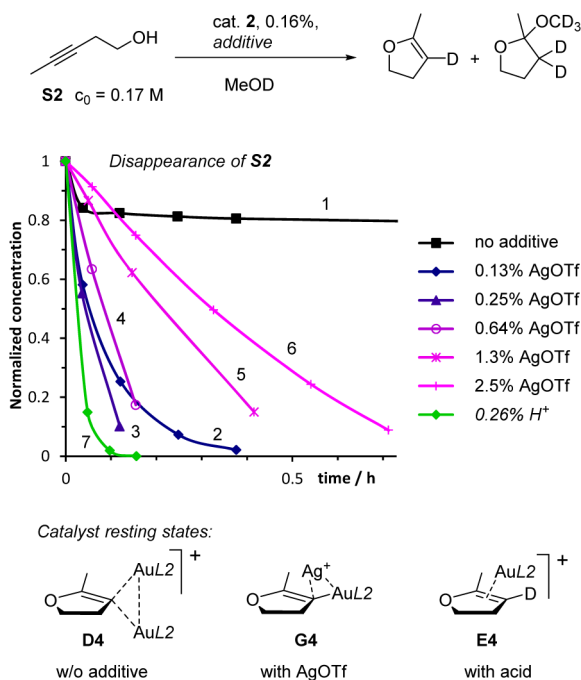 cat. 2, 0.16%,
additive
MeOD
OH
S2 c0 = 0.17 M
O
D
+
O
OCD3
D
D
Disappearance of S2
Normalized concentration
1
0.8
0.6
0.4
0.2
0
0
0.5
time / h
1
2
3
4
5
6
7
no additive
0.13% AgOTf
0.25% AgOTf
0.64% AgOTf
1.3% AgOTf
2.5% AgOTf
0.26% H+
Catalyst resting states:
O
AuL2
AuL2
+
D4
w/o additive
O
Ag+
AuL2
G4
with AgOTf
O
AuL2
D
+
E4
with acid